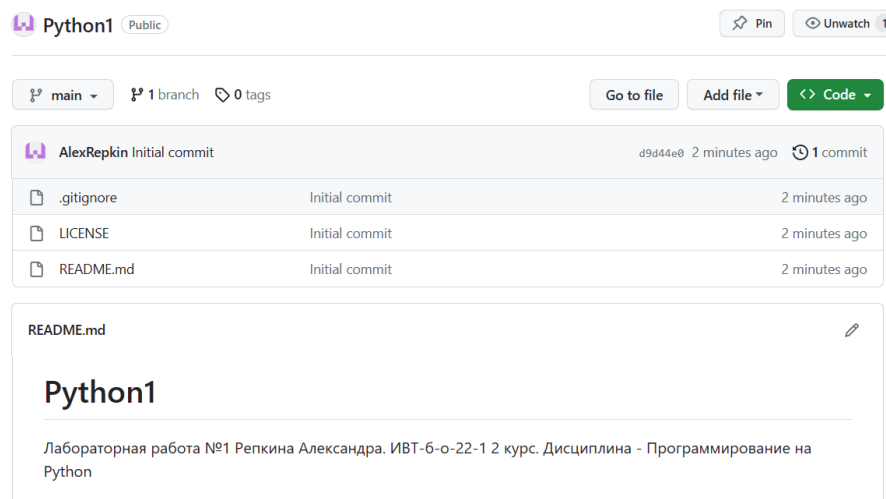 Python1 Public Pin Unwatch 1
main 1 branch 0 tags Go to file Add file Code
AlexRepkin Initial commit d9d44e0 2 minutes ago 1 commit
.gitignore Initial commit 2 minutes ago
LICENSE Initial commit 2 minutes ago
README.md Initial commit 2 minutes ago
README.md
Python1
Лабораторная работа №1 Репкина Александра. ИВТ-б-о-22-1 2 курс. Дисциплина - Программирование на
Python